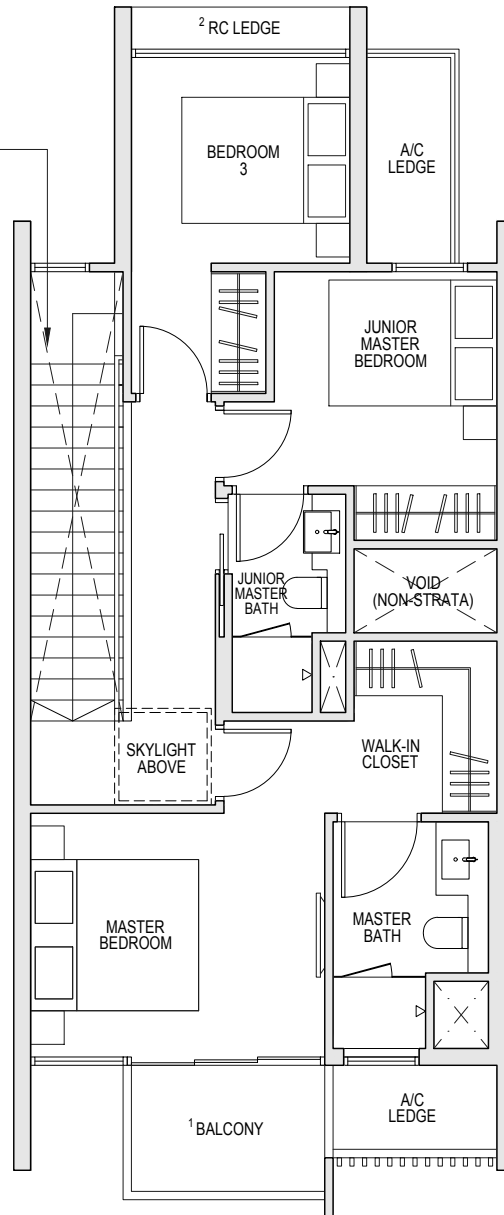 2 RC LEDGE
BEDROOM
3
A/C
LEDGE
JUNIOR
MASTER
BEDROOM
JUNIOR
MASTER
BATH
VOID
(NON-STRATA)
SKYLIGHT
ABOVE
WALK-IN
CLOSET
MASTER
BEDROOM
MASTER
BATH
1 BALCONY
A/C
LEDGE